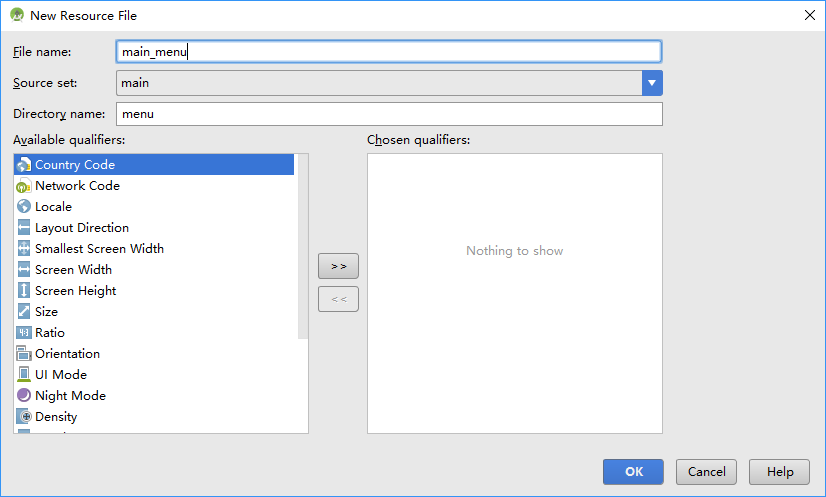 New Resource File
File name: main_menu
Source set: main
Directory name: menu
Available qualifiers: Chosen qualifiers:
Country Code
Network Code
Locale
Layout Direction
Smallest Screen Width
Screen Width
Nothing to show
Screen Height
Size
Ratio
Orientation
UI Mode
Night Mode
Density
>>
<<
OK Cancel Help